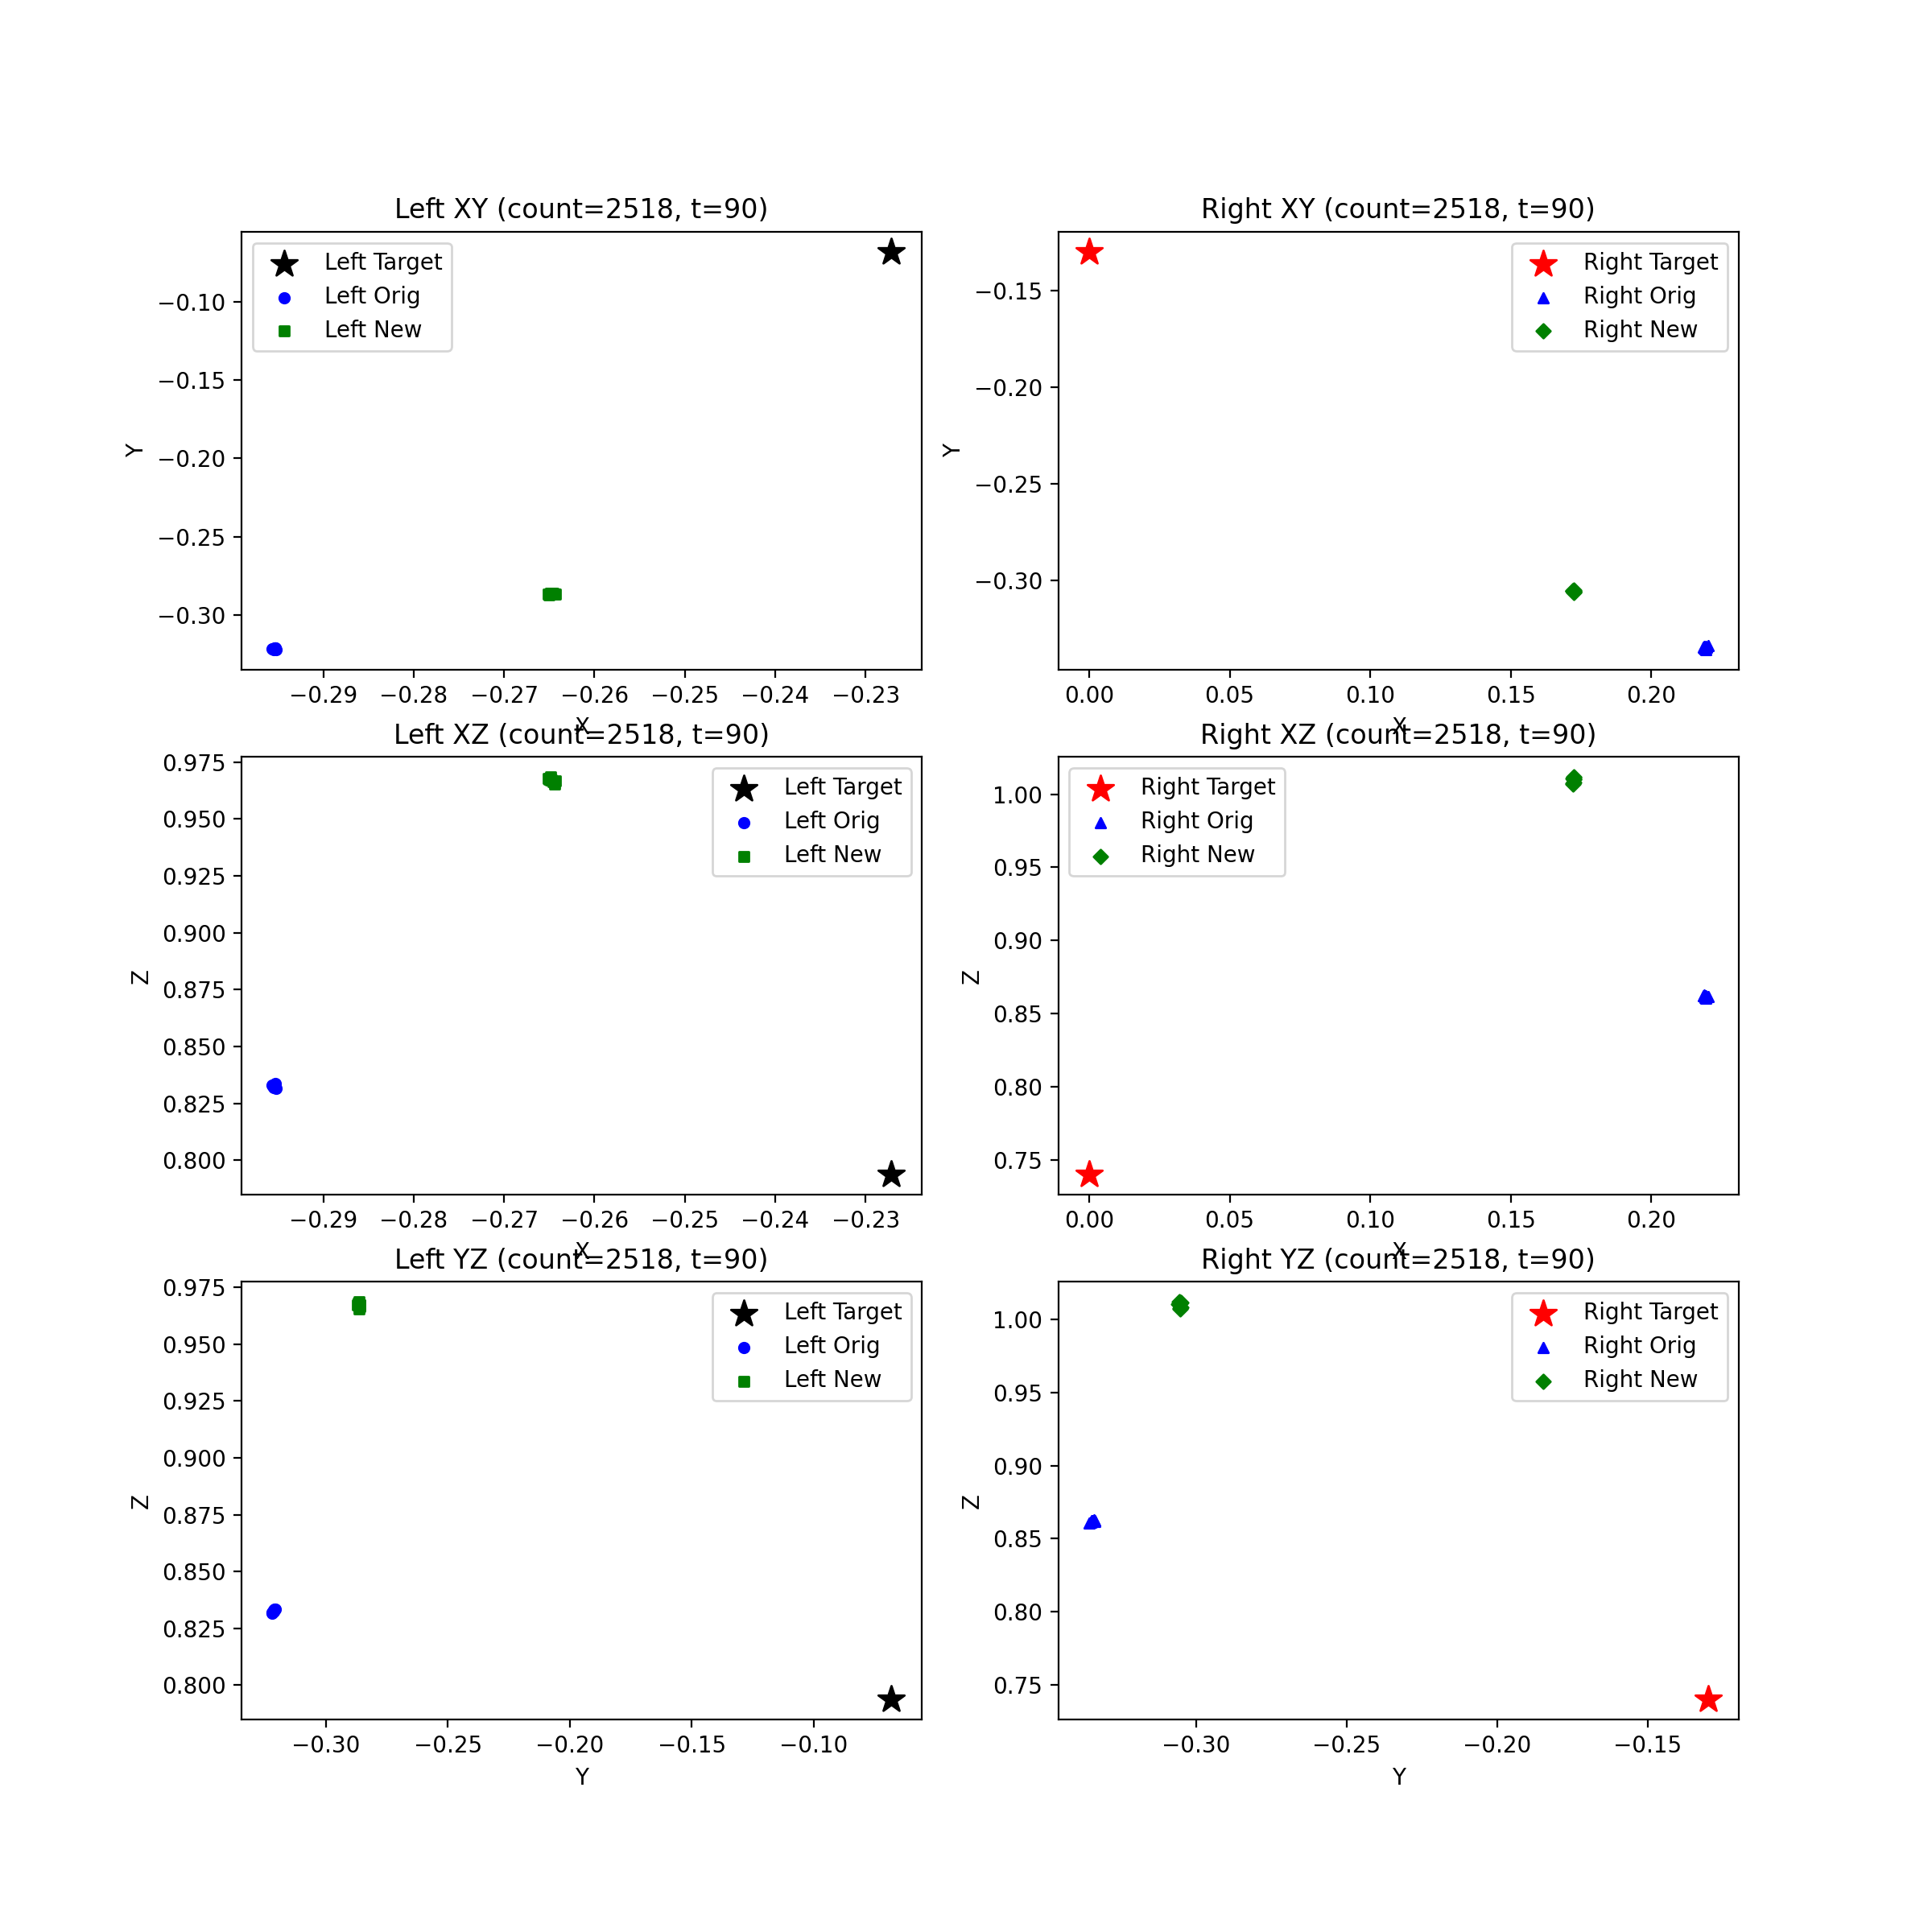 Left XY (count=2518, t=90)
Left Target
Left Orig
Left New
−0.10
−0.15
−0.20
−0.25
−0.30
Y
−0.29
−0.28
−0.27
−0.26
−0.25
−0.24
−0.23
X
Right XY (count=2518, t=90)
Right Target
Right Orig
Right New
−0.15
−0.20
−0.25
−0.30
Y
0.00
0.05
0.10
0.15
0.20
X
Left XZ (count=2518, t=90)
Left Target
Left Orig
Left New
0.975
0.950
0.925
0.900
0.875
0.850
0.825
0.800
Z
−0.29
−0.28
−0.27
−0.26
−0.25
−0.24
−0.23
X
Right XZ (count=2518, t=90)
Right Target
Right Orig
Right New
1.00
0.95
0.90
0.85
0.80
0.75
Z
0.00
0.05
0.10
0.15
0.20
X
Left YZ (count=2518, t=90)
Left Target
Left Orig
Left New
0.975
0.950
0.925
0.900
0.875
0.850
0.825
0.800
Z
−0.30
−0.25
−0.20
−0.15
−0.10
Y
Right YZ (count=2518, t=90)
Right Target
Right Orig
Right New
1.00
0.95
0.90
0.85
0.80
0.75
Z
−0.30
−0.25
−0.20
−0.15
Y